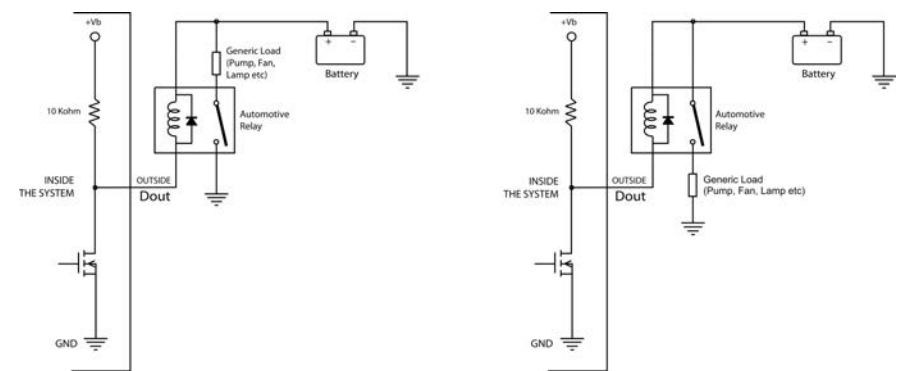 +Vb
Generic Load
(Pump, Fan,
Lamp etc)
+ -
Battery
10 Kohm
Automotive
Relay
INSIDE
THE SYSTEM
OUTSIDE
Dout
GND
+Vb
+ -
Battery
10 Kohm
Automotive
Relay
INSIDE
THE SYSTEM
OUTSIDE
Dout
Generic Load
(Pump, Fan, Lamp etc)
GND